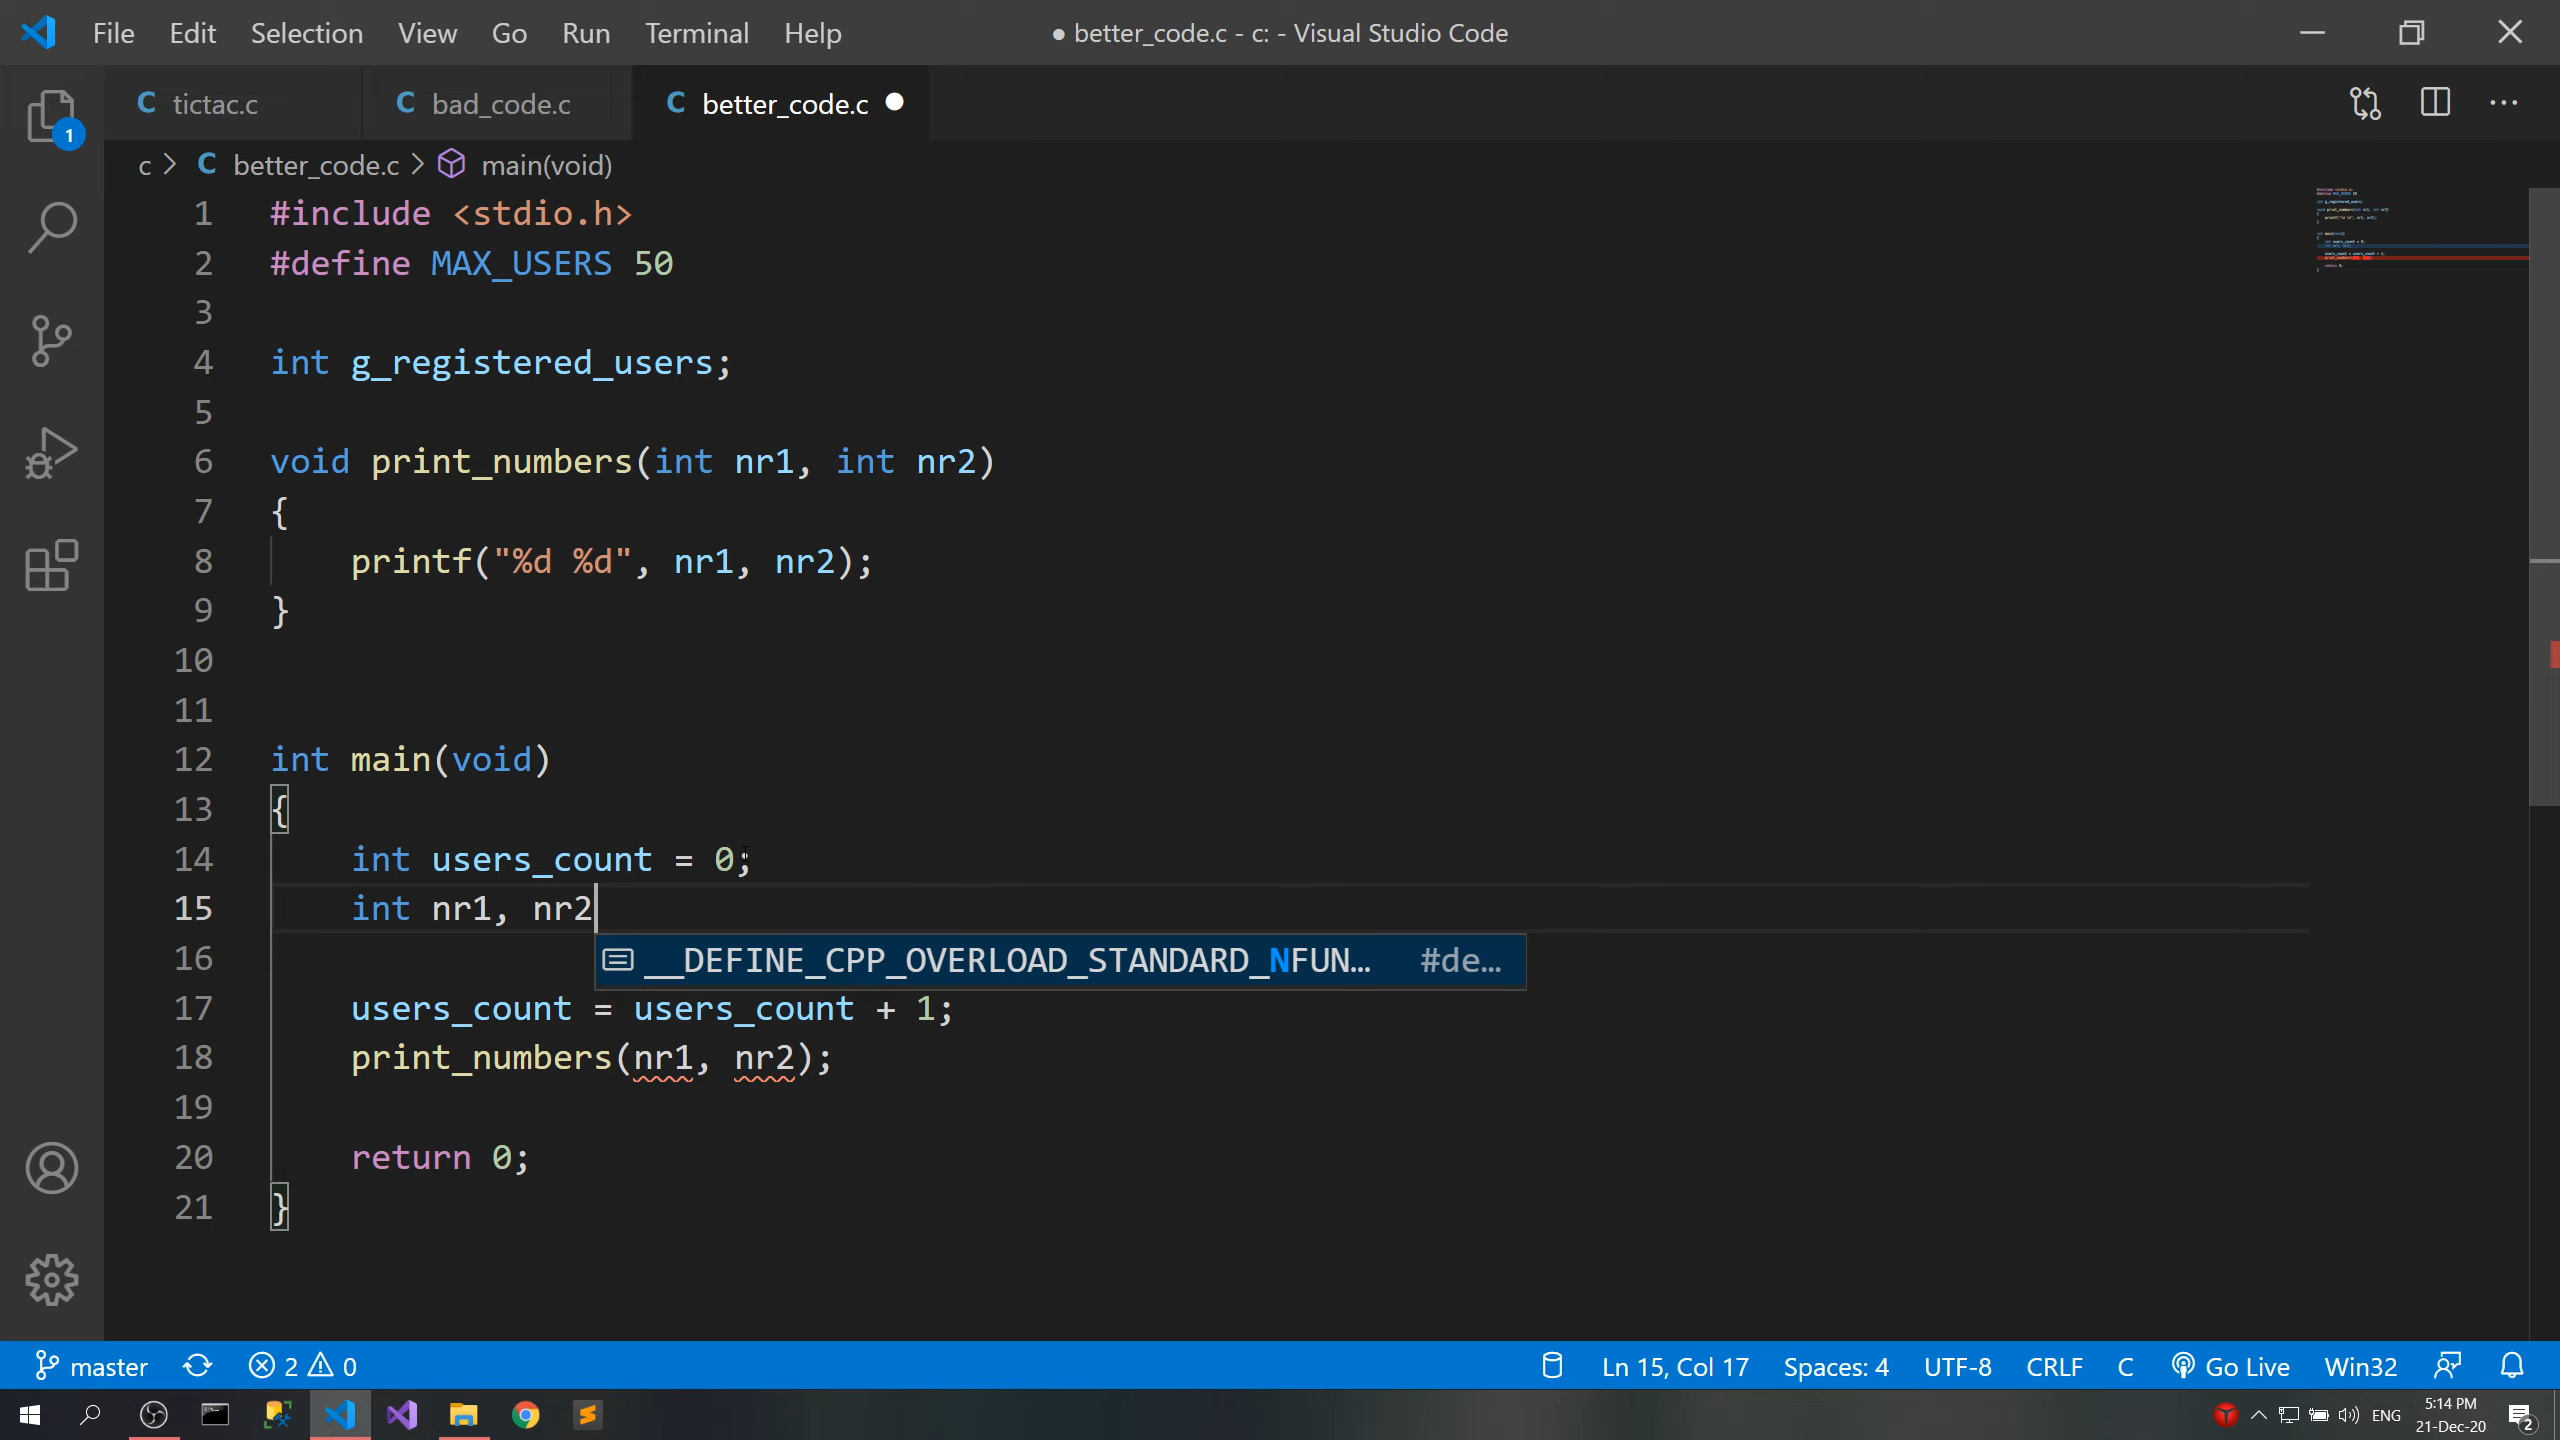 File Edit Selection View Go Run Terminal Help ● better_code.c - c: - Visual Studio Code
C tictac.c C bad_code.c C better_code.c ●
1
c > C better_code.c > main(void)
1 #include <stdio.h>
2 #define MAX_USERS 50
3
4 int g_registered_users;
5
6 void print_numbers(int nr1, int nr2)
7 {
8     printf("%d %d", nr1, nr2);
9 }
10
11
12 int main(void)
13 {
14     int users_count = 0;
15     int nr1, nr2
16 __DEFINE_CPP_OVERLOAD_STANDARD_NFUN... #de...
17     users_count = users_count + 1;
18     print_numbers(nr1, nr2);
19
20     return 0;
21 }
master 2 0 Ln 15, Col 17 Spaces: 4 UTF-8 CRLF C Go Live Win32
ENG 5:14 PM
21-Dec-20 2